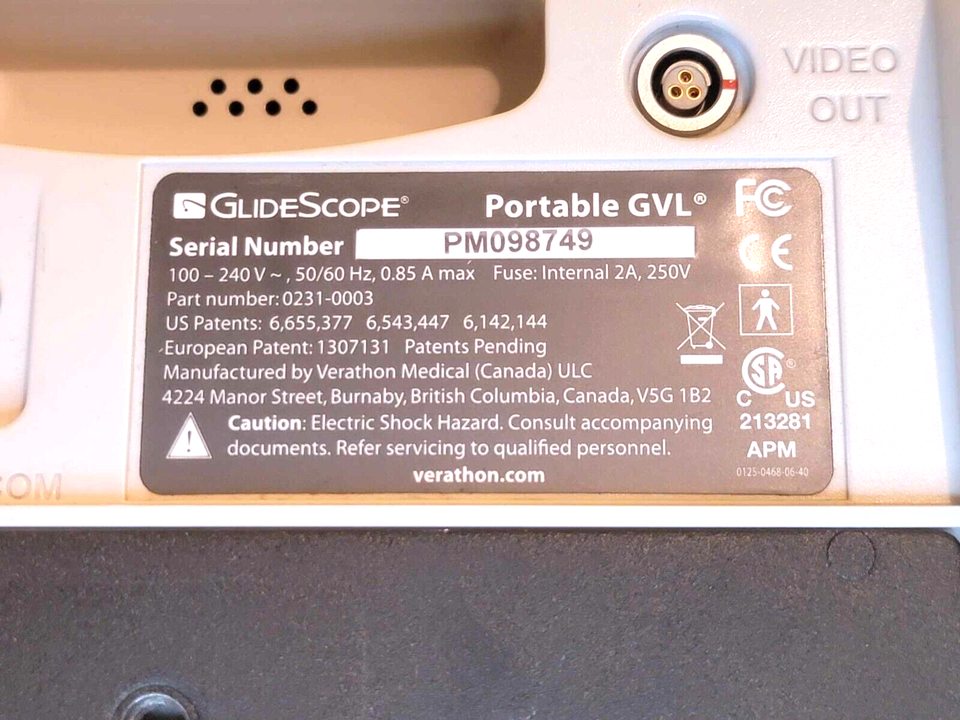 VIDEO
OUT
GLIDESCOPE® Portable GVL® FC
Serial Number PM098749 CE
100 – 240 V ~ , 50/60 Hz, 0.85 A max Fuse: Internal 2A, 250V
Part number: 0231-0003
US Patents: 6,655,377 6,543,447 6,142,144
European Patent: 1307131 Patents Pending
Manufactured by Verathon Medical (Canada) ULC
4224 Manor Street, Burnaby, British Columbia, Canada, V5G 1B2
Caution: Electric Shock Hazard. Consult accompanying
documents. Refer servicing to qualified personnel.
verathon.com
SA®
C US
213281
APM
0125-0468-06-40
COM